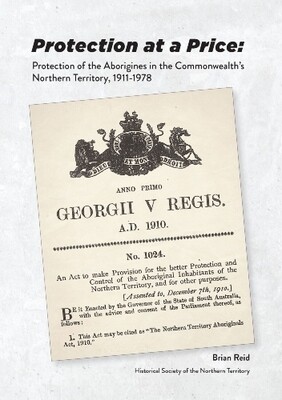 Protection at a Price:
Protection of the Aborigines in the Commonwealth's
Northern Territory, 1911-1978
DIEU ET MON DROIT
ANNO PRIMO
GEORGII V REGIS.
A.D. 1910.
No. 1024.
An Act to make Provision for the better Protection and
Control of the Aboriginal Inhabitants of the
Northern Territory, and for other purposes.
[Assented to, December 7th, 1910.]
BE it Enacted by the Governor of the State of South Australia,
with the advice and consent of the Parliament thereof, as
follows:
1. This Act may be cited as "The Northern Territory Aboriginals
Act, 1910."
Brian Reid
Historical Society of the Northern Territory